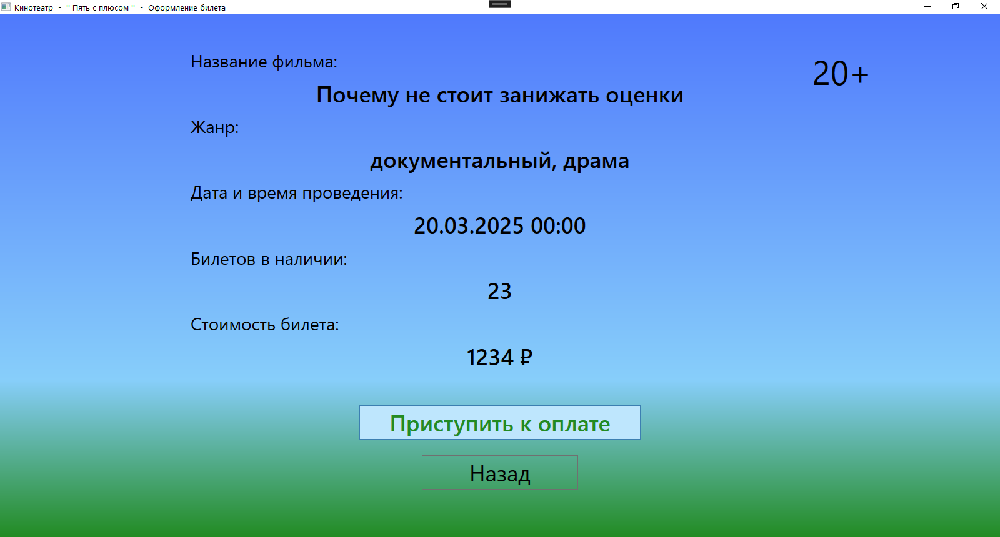 Кинотеатр - " Пять с плюсом " - Оформление билета
Название фильма:
20+
Почему не стоит занижать оценки
Жанр:
документальный, драма
Дата и время проведения:
20.03.2025 00:00
Билетов в наличии:
23
Стоимость билета:
1234 ₽
Приступить к оплате
Назад